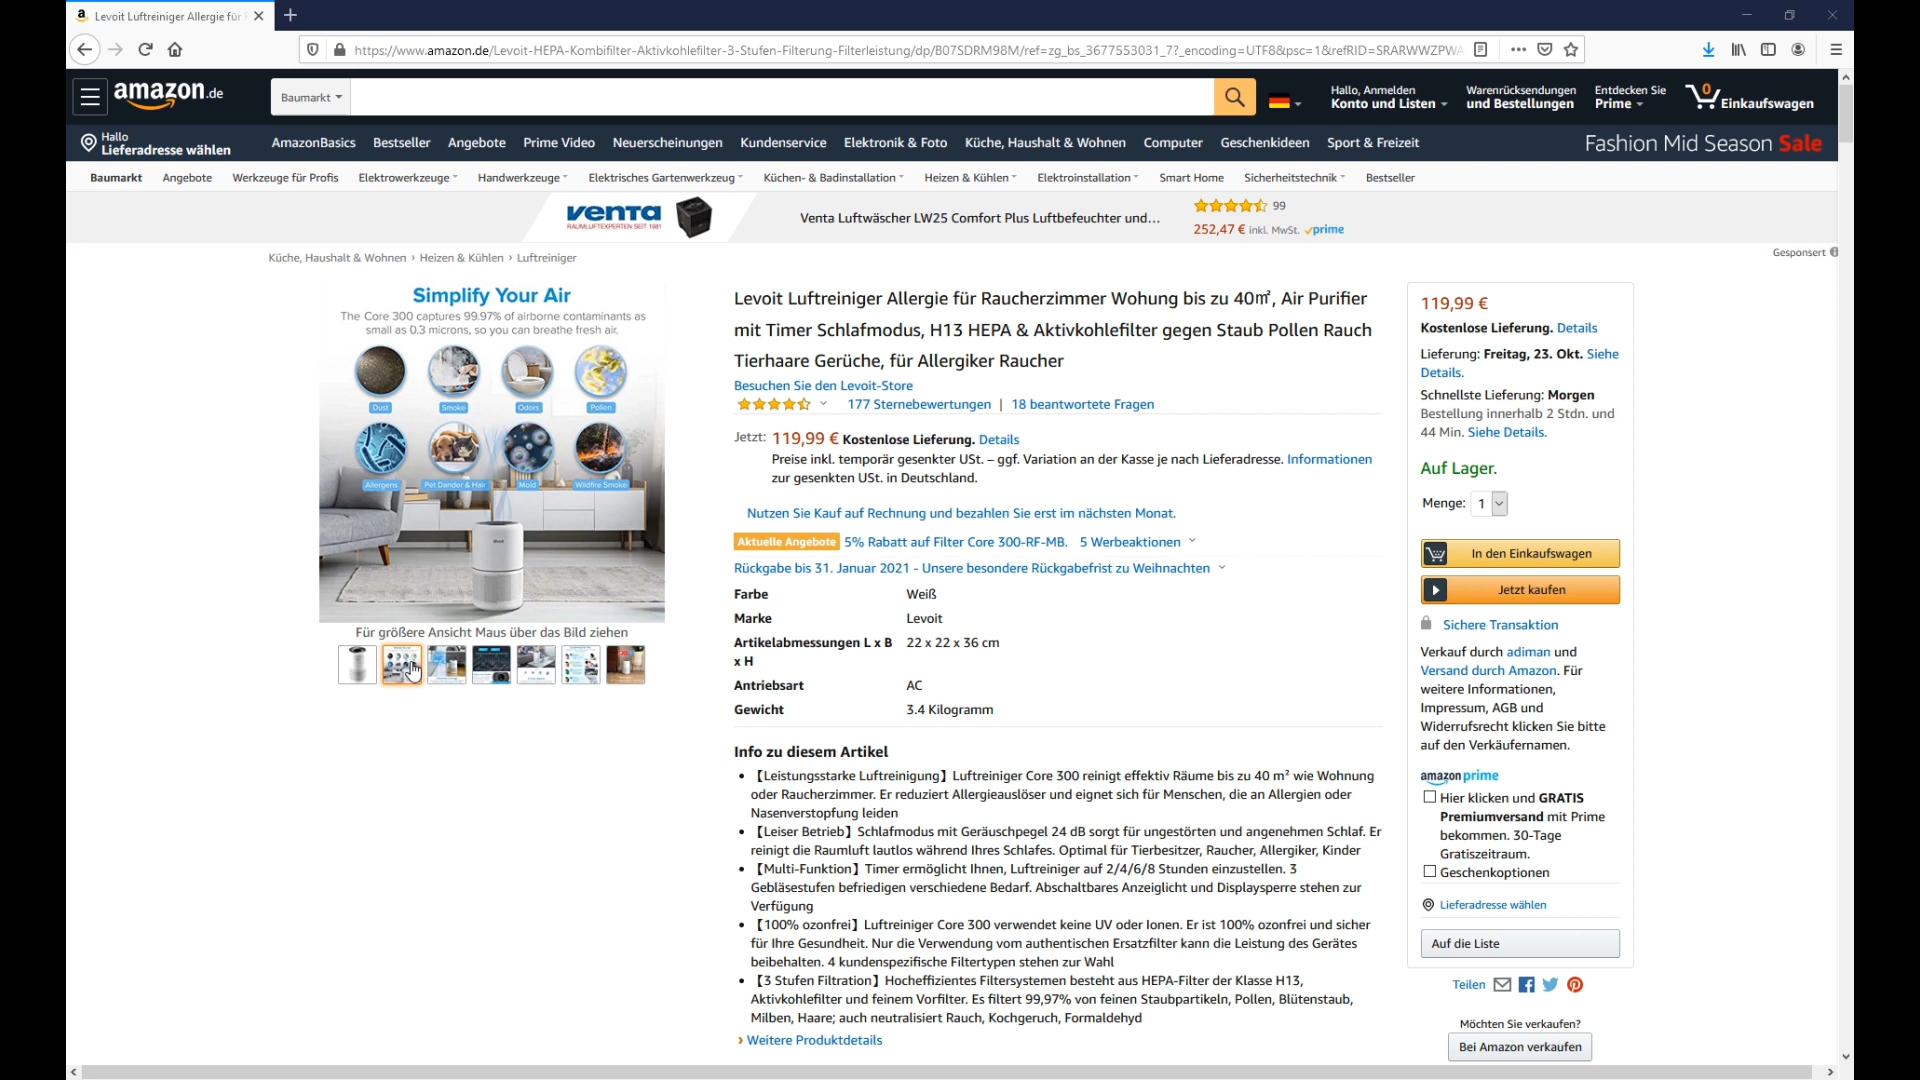 Levoit Luftreiniger Allergie für
https://www.amazon.de/Levoit-HEPA-Kombifilter-Aktivkohlefilter-3-Stufen-Filterung-Filterleistung/dp/B07SDRM98M/ref=zg_bs_3677553031_7?_encoding=UTF8&psc=1&refRID=SRARWWZPWA
amazon.de
Baumarkt
Hallo, Anmelden
Konto und Listen
Warenrücksendungen
und Bestellungen
Entdecken Sie
Prime
0
Einkaufswagen
Hallo
Lieferadresse wählen
AmazonBasics Bestseller Angebote Prime Video Neuerscheinungen Kundenservice Elektronik & Foto Küche, Haushalt & Wohnen Computer Geschenkideen Sport & Freizeit
Fashion Mid Season Sale
Baumarkt Angebote Werkzeuge für Profis Elektrowerkzeuge Handwerkzeuge Elektrisches Gartenwerkzeug Küchen- & Badinstallation Heizen & Kühlen Elektroinstallation Smart Home Sicherheitstechnik Bestseller
venta
RAUMLUFTEXPERTEN SEIT 1981
Venta Luftwäscher LW25 Comfort Plus Luftbefeuchter und...
99
252,47 € inkl. MwSt. prime
Gesponsert
Küche, Haushalt & Wohnen › Heizen & Kühlen › Luftreiniger
Simplify Your Air
The Core 300 captures 99.97% of airborne contaminants as
small as 0.3 microns, so you can breathe fresh air.
Dust Smoke Odors Pollen
Allergens Pet Dander & Hair Mold Wildfire Smoke
Für größere Ansicht Maus über das Bild ziehen
Levoit Luftreiniger Allergie für Raucherzimmer Wohung bis zu 40㎡, Air Purifier
mit Timer Schlafmodus, H13 HEPA & Aktivkohlefilter gegen Staub Pollen Rauch
Tierhaare Gerüche, für Allergiker Raucher
Besuchen Sie den Levoit-Store
177 Sternebewertungen | 18 beantwortete Fragen
Jetzt: 119,99 € Kostenlose Lieferung. Details
Preise inkl. temporär gesenkter USt. – ggf. Variation an der Kasse je nach Lieferadresse. Informationen
zur gesenkten USt. in Deutschland.
Nutzen Sie Kauf auf Rechnung und bezahlen Sie erst im nächsten Monat.
Aktuelle Angebote 5% Rabatt auf Filter Core 300-RF-MB. 5 Werbeaktionen
Rückgabe bis 31. Januar 2021 - Unsere besondere Rückgabefrist zu Weihnachten
Farbe Weiß
Marke Levoit
Artikelabmessungen L x B 22 x 22 x 36 cm
x H
Antriebsart AC
Gewicht 3.4 Kilogramm
Info zu diesem Artikel
• 【Leistungsstarke Luftreinigung】Luftreiniger Core 300 reinigt effektiv Räume bis zu 40 m² wie Wohnung
oder Raucherzimmer. Er reduziert Allergieauslöser und eignet sich für Menschen, die an Allergien oder
Nasenverstopfung leiden
• 【Leiser Betrieb】Schlafmodus mit Geräuschpegel 24 dB sorgt für ungestörten und angenehmen Schlaf. Er
reinigt die Raumluft lautlos während Ihres Schlafes. Optimal für Tierbesitzer, Raucher, Allergiker, Kinder
• 【Multi-Funktion】Timer ermöglicht Ihnen, Luftreiniger auf 2/4/6/8 Stunden einzustellen. 3
Gebläsestufen befriedigen verschiedene Bedarf. Abschaltbares Anzeiglicht und Displaysperre stehen zur
Verfügung
• 【100% ozonfrei】Luftreiniger Core 300 verwendet keine UV oder Ionen. Er ist 100% ozonfrei und sicher
für Ihre Gesundheit. Nur die Verwendung vom authentischen Ersatzfilter kann die Leistung des Gerätes
beibehalten. 4 kundenspezifische Filtertypen stehen zur Wahl
• 【3 Stufen Filtration】Hocheffizientes Filtersystemen besteht aus HEPA-Filter der Klasse H13,
Aktivkohlefilter und feinem Vorfilter. Es filtert 99,97% von feinen Staubpartikeln, Pollen, Blütenstaub,
Milben, Haare; auch neutralisiert Rauch, Kochgeruch, Formaldehyd
› Weitere Produktdetails
119,99 €
Kostenlose Lieferung. Details
Lieferung: Freitag, 23. Okt. Siehe
Details.
Schnellste Lieferung: Morgen
Bestellung innerhalb 2 Stdn. und
44 Min. Siehe Details.
Auf Lager.
Menge: 1
In den Einkaufswagen
Jetzt kaufen
Sichere Transaktion
Verkauf durch adiman und
Versand durch Amazon. Für
weitere Informationen,
Impressum, AGB und
Widerrufsrecht klicken Sie bitte
auf den Verkäufernamen.
amazon prime
Hier klicken und GRATIS
Premiumversand mit Prime
bekommen. 30-Tage
Gratiszeitraum.
Geschenkoptionen
Lieferadresse wählen
Auf die Liste
Teilen
Möchten Sie verkaufen?
Bei Amazon verkaufen